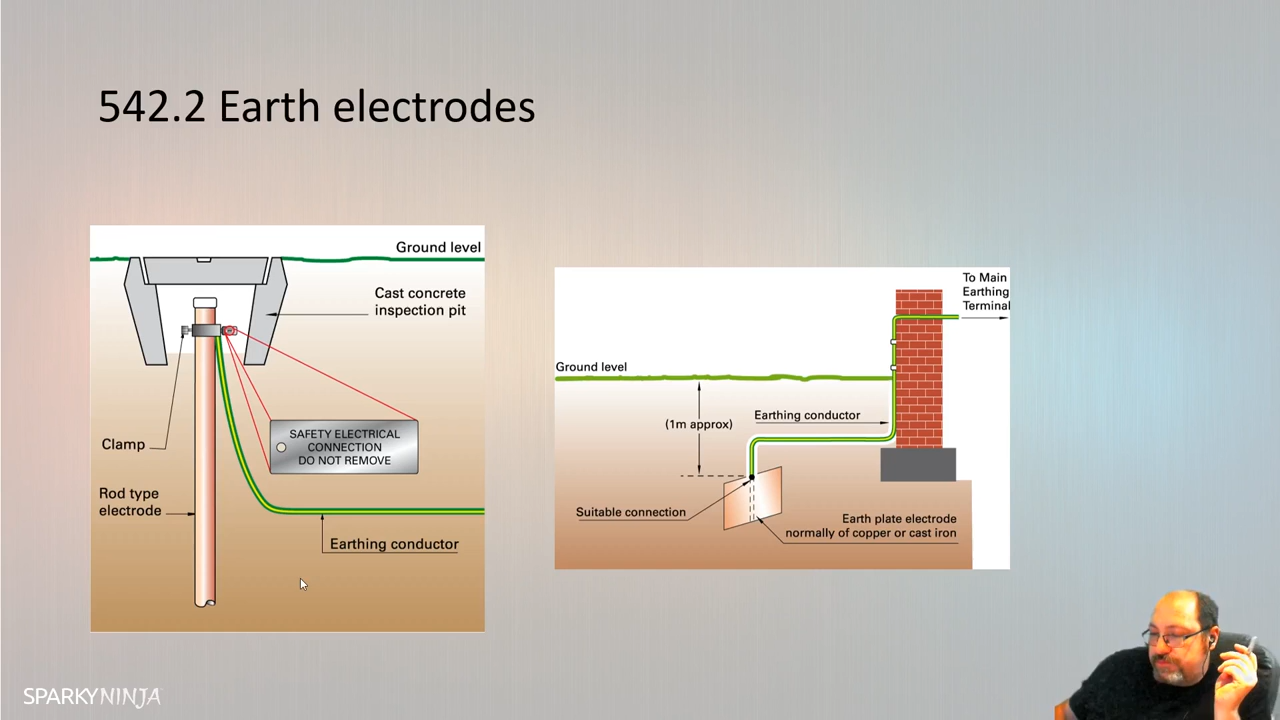 542.2 Earth electrodes
Ground level
Cast concrete
inspection pit
Clamp
SAFETY ELECTRICAL
CONNECTION
DO NOT REMOVE
Rod type
electrode
Earthing conductor
To Main
Earthing
Terminal
Ground level
Earthing conductor
(1m approx)
Suitable connection
Earth plate electrode
normally of copper or cast iron
SPARKYNINJA